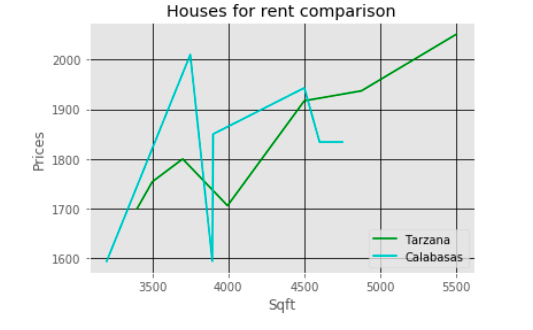 Houses for rent comparison
2000
1900
1800
1700
1600
Prices
3500 4000 4500 5000 5500
Sqft
Tarzana
Calabasas